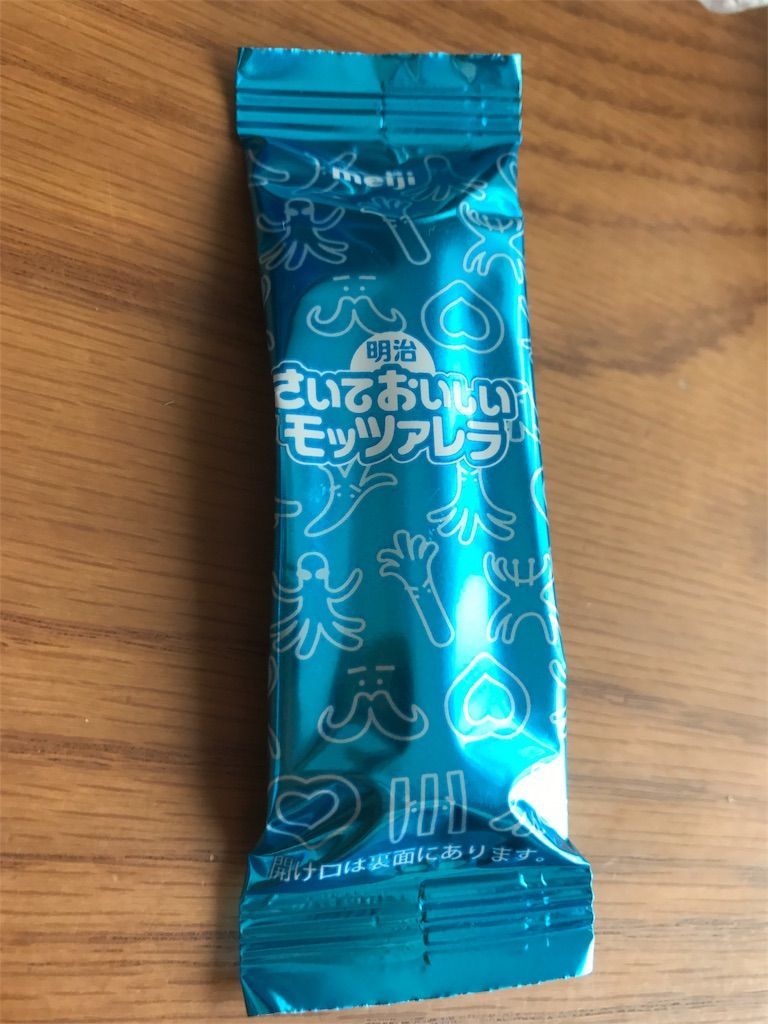 meiji
明治
さいておいしい
モッツァレラ
開け口は裏面にあります。